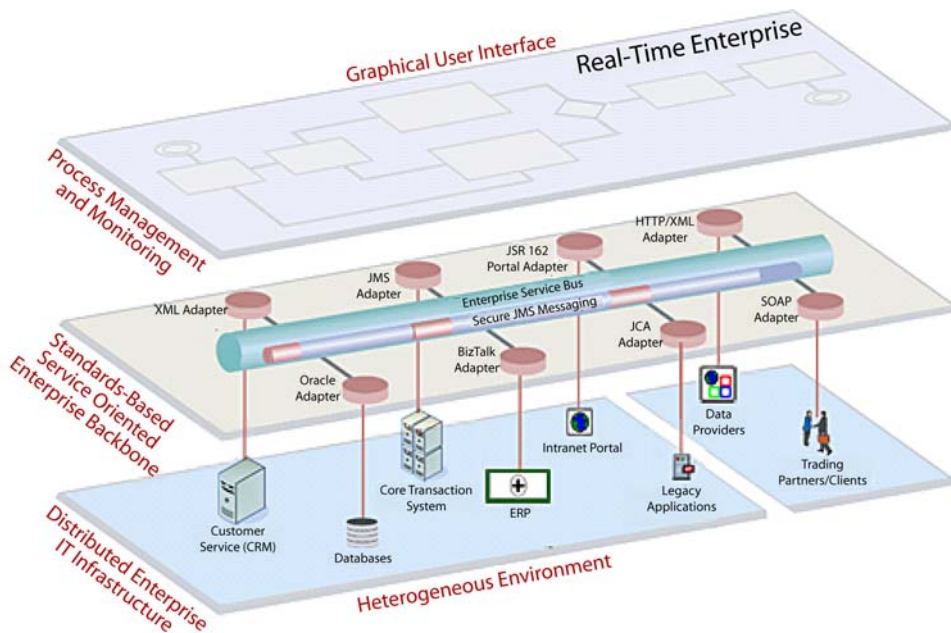 Graphical User Interface
Real-Time Enterprise
Process Management
and Monitoring
HTTP/XML
Adapter
JSR 162
Portal Adapter
JMS
Adapter
XML Adapter
Enterprise Service Bus
Secure JMS Messaging
SOAP
Adapter
JCA
Adapter
BizTalk
Adapter
Oracle
Adapter
Standards-Based
Service Oriented
Enterprise Backbone
Data
Providers
Intranet Portal
Trading
Partners/Clients
Core Transaction
System
ERP
Legacy
Applications
Customer
Service (CRM)
Databases
Distributed Enterprise
IT Infrastructure
Heterogeneous Environment